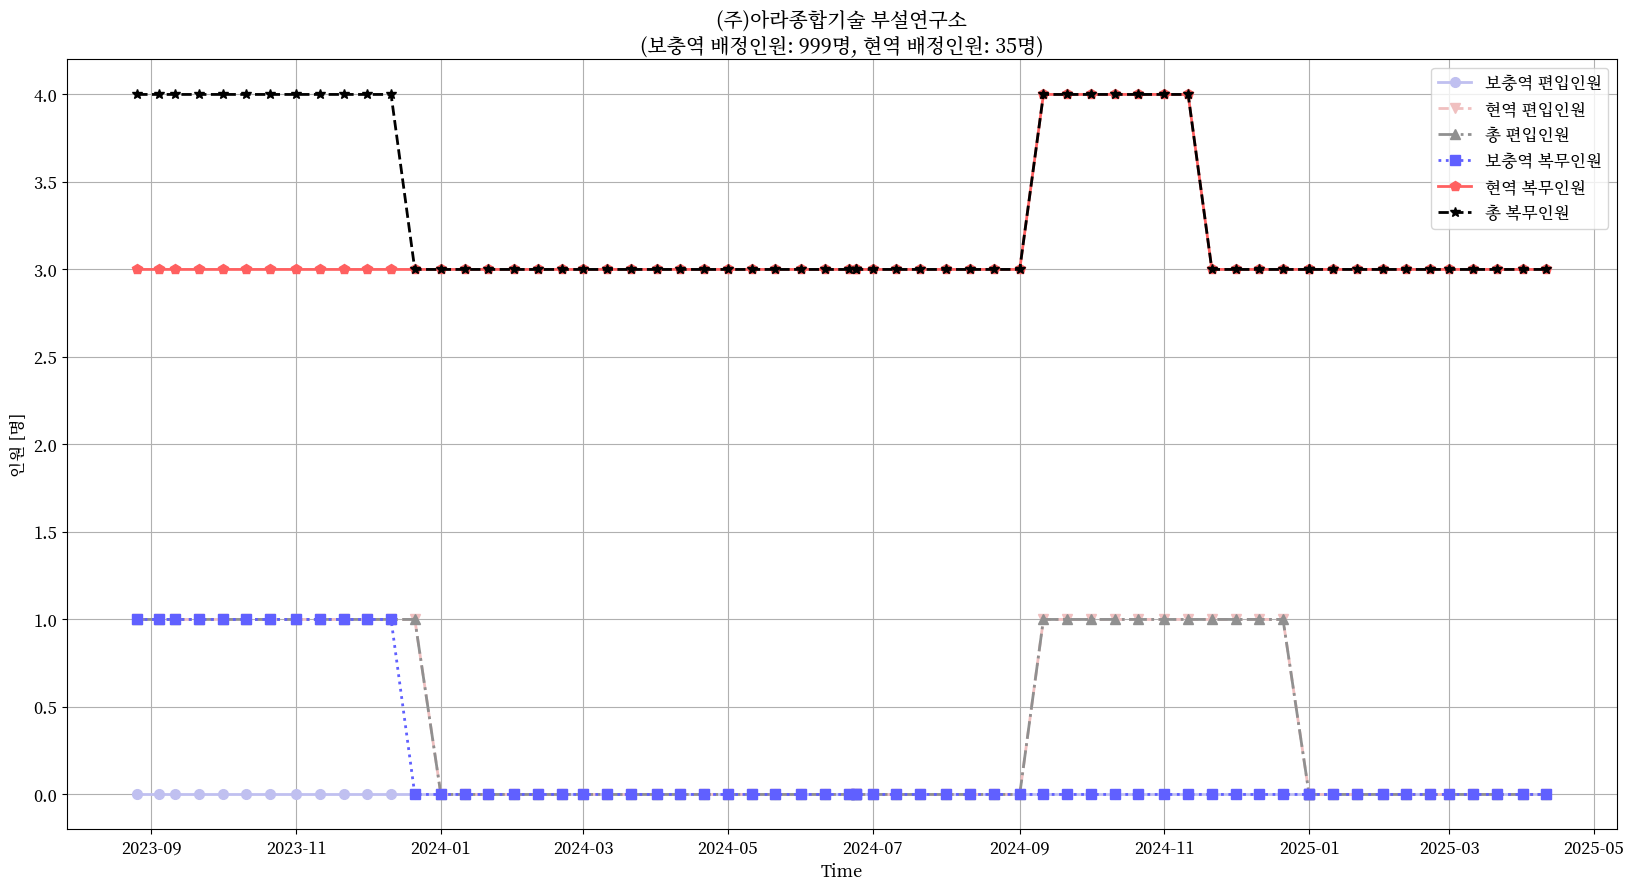 (주)아라종합기술 부설연구소
(보충역 배정인원: 999명, 현역 배정인원: 35명)
4.0
3.5
3.0
2.5
2.0
1.5
1.0
0.5
0.0
인원 [명]
보충역 편입인원
현역 편입인원
총 편입인원
보충역 복무인원
현역 복무인원
총 복무인원
2023-09 2023-11 2024-01 2024-03 2024-05 2024-07 2024-09 2024-11 2025-01 2025-03 2025-05
Time